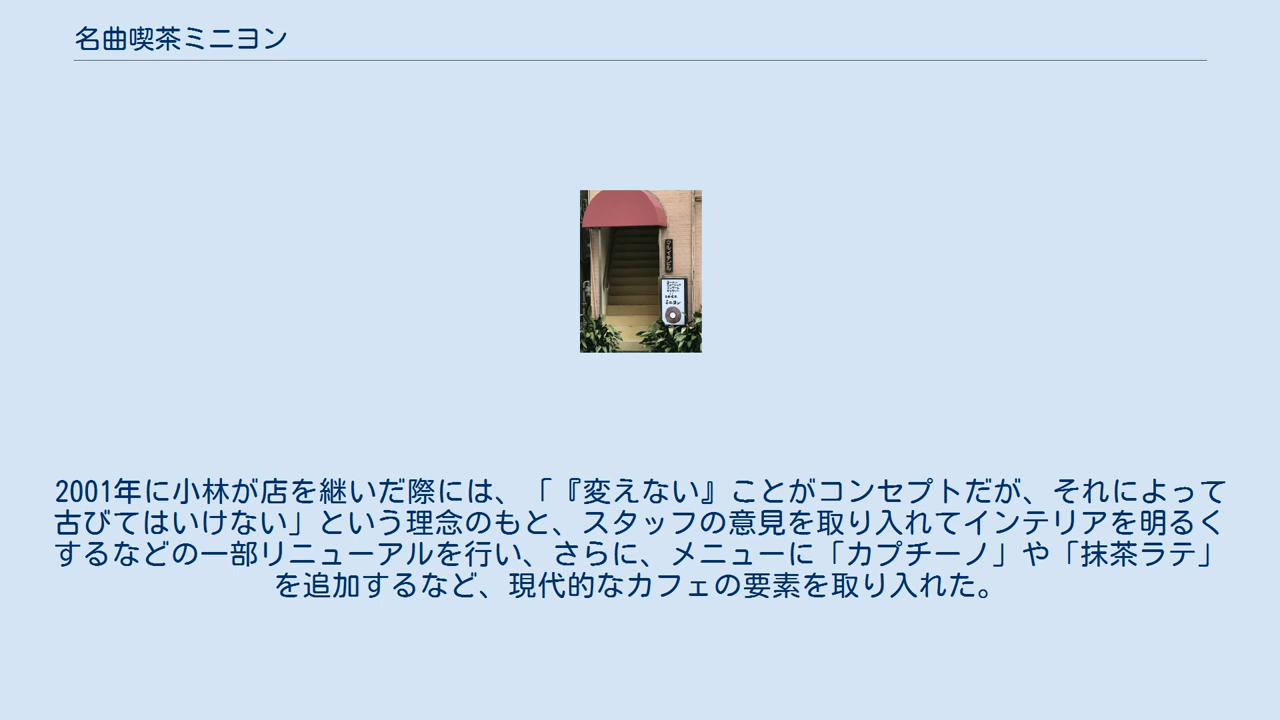 名曲喫茶ミニヨン
ミニヨン
2001年に小林が店を継いだ際には、「『変えない』ことがコンセプトだが、それによって
古びてはいけない」という理念のもと、スタッフの意見を取り入れてインテリアを明るく
するなどの一部リニューアルを行い、さらに、メニューに「カプチーノ」や「抹茶ラテ」
を追加するなど、現代的なカフェの要素を取り入れた。